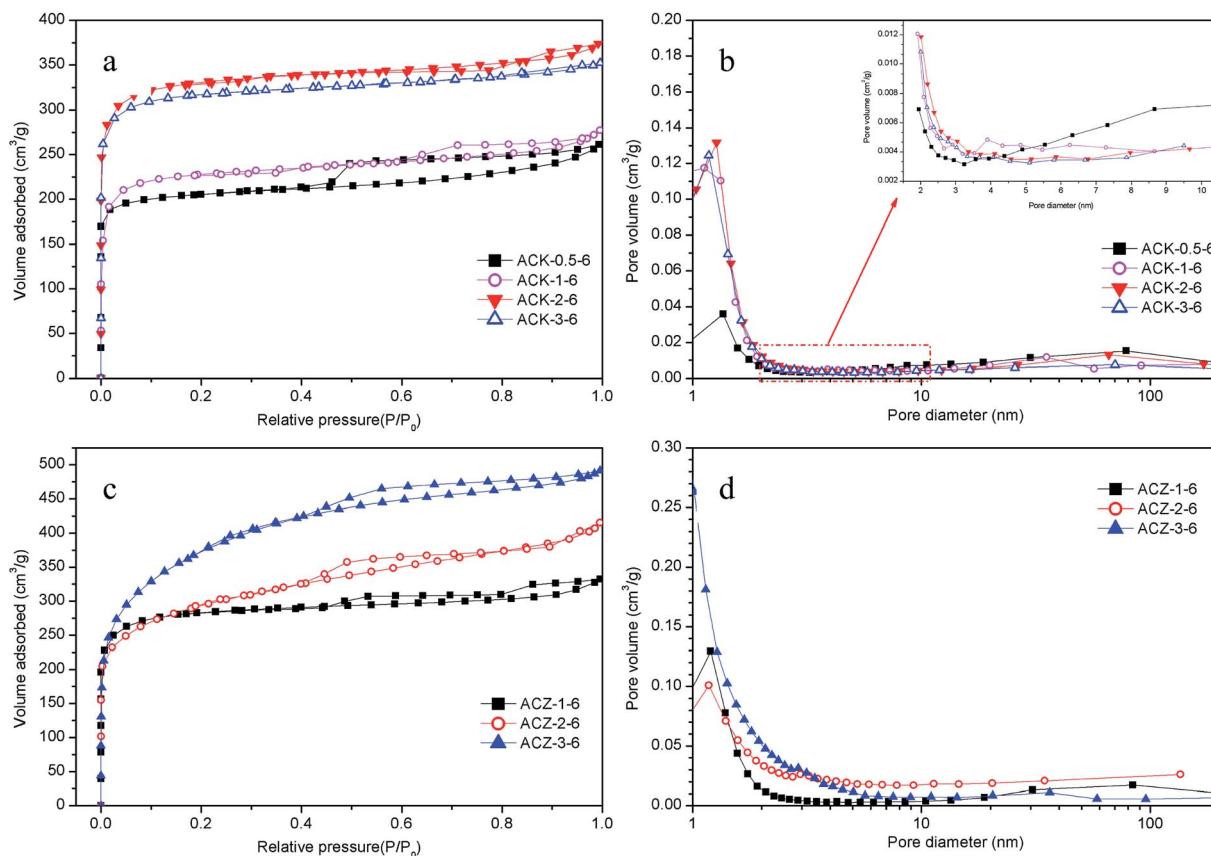 a
400
350
300
250
200
150
100
50
0
Volume adsorbed (cm³/g)
0.0 0.2 0.4 0.6 0.8 1.0
Relative pressure(P/P₀)
ACK-0.5-6
ACK-1-6
ACK-2-6
ACK-3-6
b
0.20
0.18
0.16
0.14
0.12
0.10
0.08
0.06
0.04
0.02
0.00
Pore volume (cm³/g)
1 10 100
Pore diameter (nm)
0.012
0.010
0.008
0.006
0.004
0.002
Pore volume (cm³/g)
2 3 4 5 6 7 8 9 10
Pore diameter (nm)
ACK-0.5-6
ACK-1-6
ACK-2-6
ACK-3-6
c
500
450
400
350
300
250
200
150
100
50
0
Volume adsorbed (cm³/g)
0.0 0.2 0.4 0.6 0.8 1.0
Relative pressure(P/P₀)
ACZ-1-6
ACZ-2-6
ACZ-3-6
d
0.30
0.25
0.20
0.15
0.10
0.05
0.00
Pore volume (cm³/g)
1 10 100
Pore diameter (nm)
ACZ-1-6
ACZ-2-6
ACZ-3-6